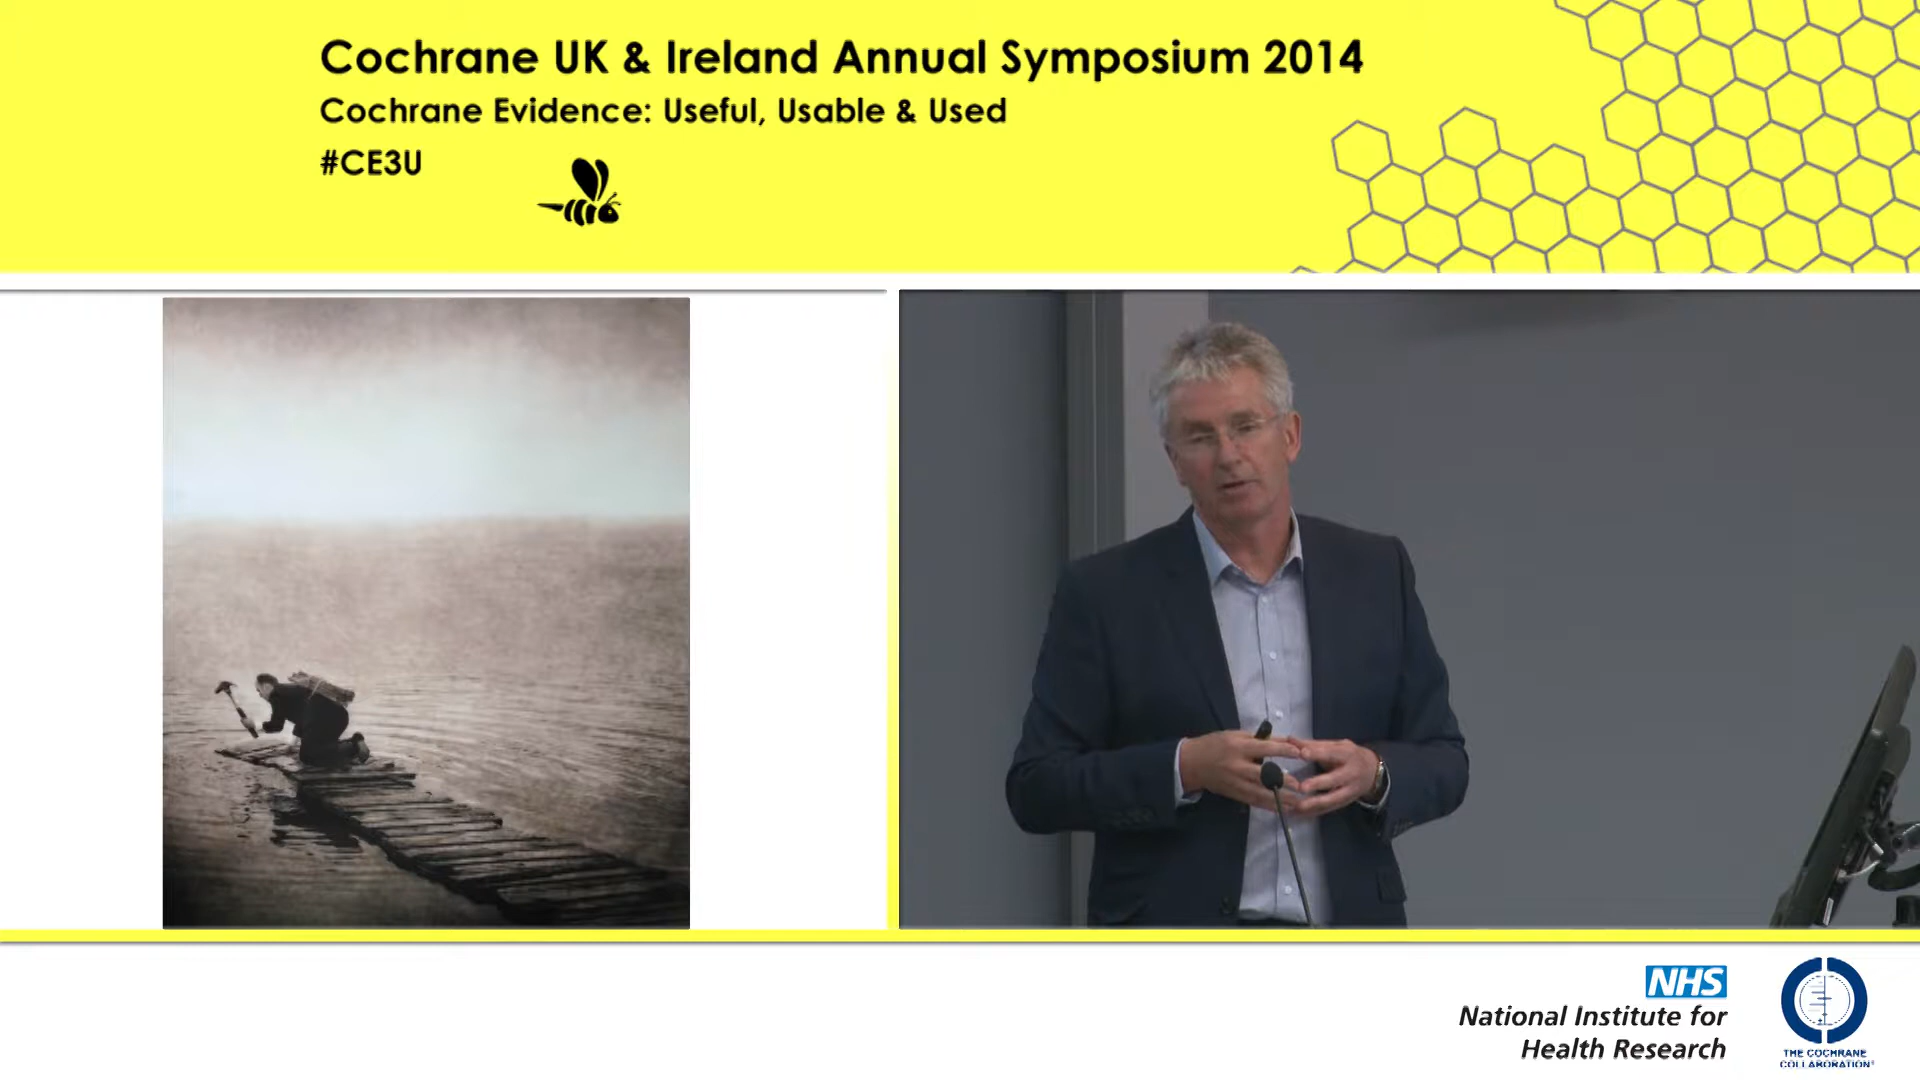 Cochrane UK & Ireland Annual Symposium 2014
Cochrane Evidence: Useful, Usable & Used
#CE3U
NHS
National Institute for
Health Research
THE COCHRANE
COLLABORATION®